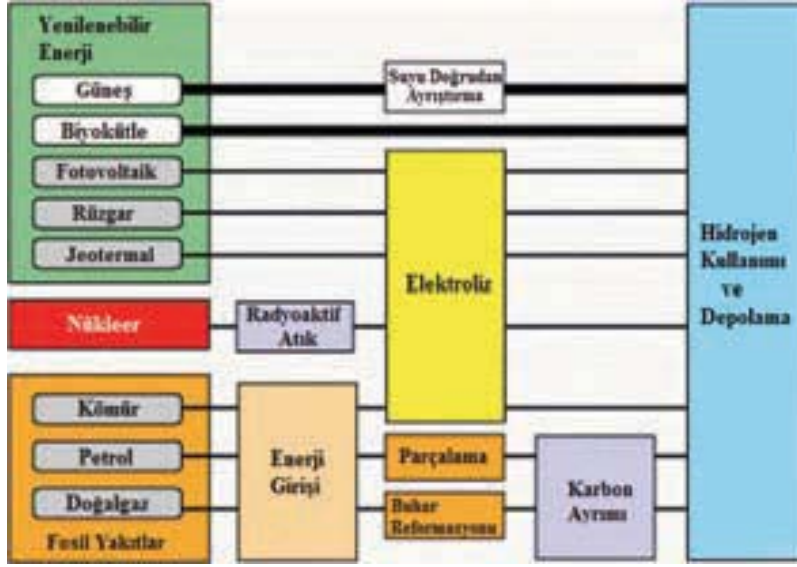 Yenilenebilir
Enerji
Güneş
Suyu Doğrudan
Ayrıştırma
Biyokütle
Fotovoltaik
Rüzgar
Jeotermal
Elektroliz
Hidrojen
Kullanımı
ve
Depolama
Nükleer
Radyoaktif
Atık
Kömür
Petrol
Doğalgaz
Fosil Yakıtlar
Enerji
Girişi
Parçalama
Buhar
Reformasyonu
Karbon
Ayrımı